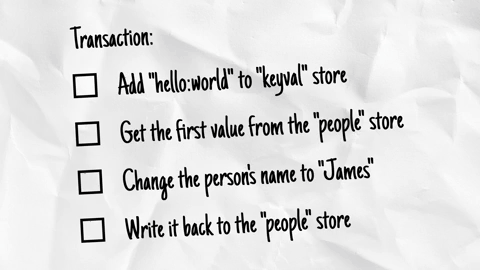 Transaction:
Add "hello:world" to "keyval" store
Get the first value from the "people" store
Change the person's name to "James"
Write it back to the "people" store